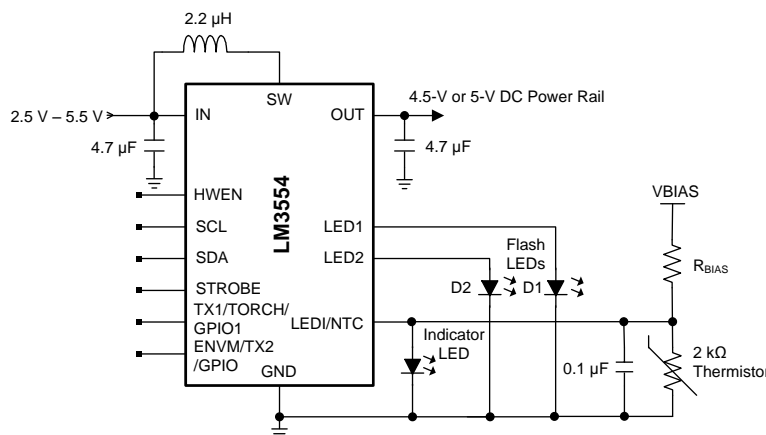 2.2 µH
SW
2.5 V – 5.5 V
IN
OUT
4.5-V or 5-V DC Power Rail
4.7 µF
4.7 µF
LM3554
HWEN
SCL
SDA
STROBE
TX1/TORCH/
GPIO1
ENVM/TX2
/GPIO
GND
LED1
LED2
LEDI/NTC
Flash
LEDs
D2
D1
Indicator
LED
VBIAS
RBIAS
0.1 µF
2 kΩ
Thermistor